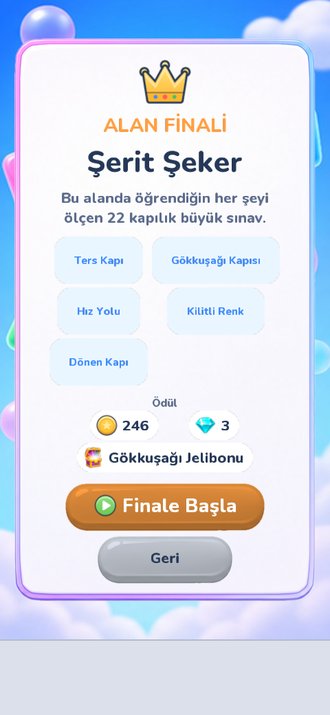 ALAN FİNALİ
Şerit Şeker
Bu alanda öğrendiğin her şeyi
ölçen 22 kapılık büyük sınav.
Ters Kapı
Gökkuşağı Kapısı
Hız Yolu
Kilitli Renk
Dönen Kapı
Ödül
246
3
Gökkuşağı Jelibonu
Finale Başla
Geri